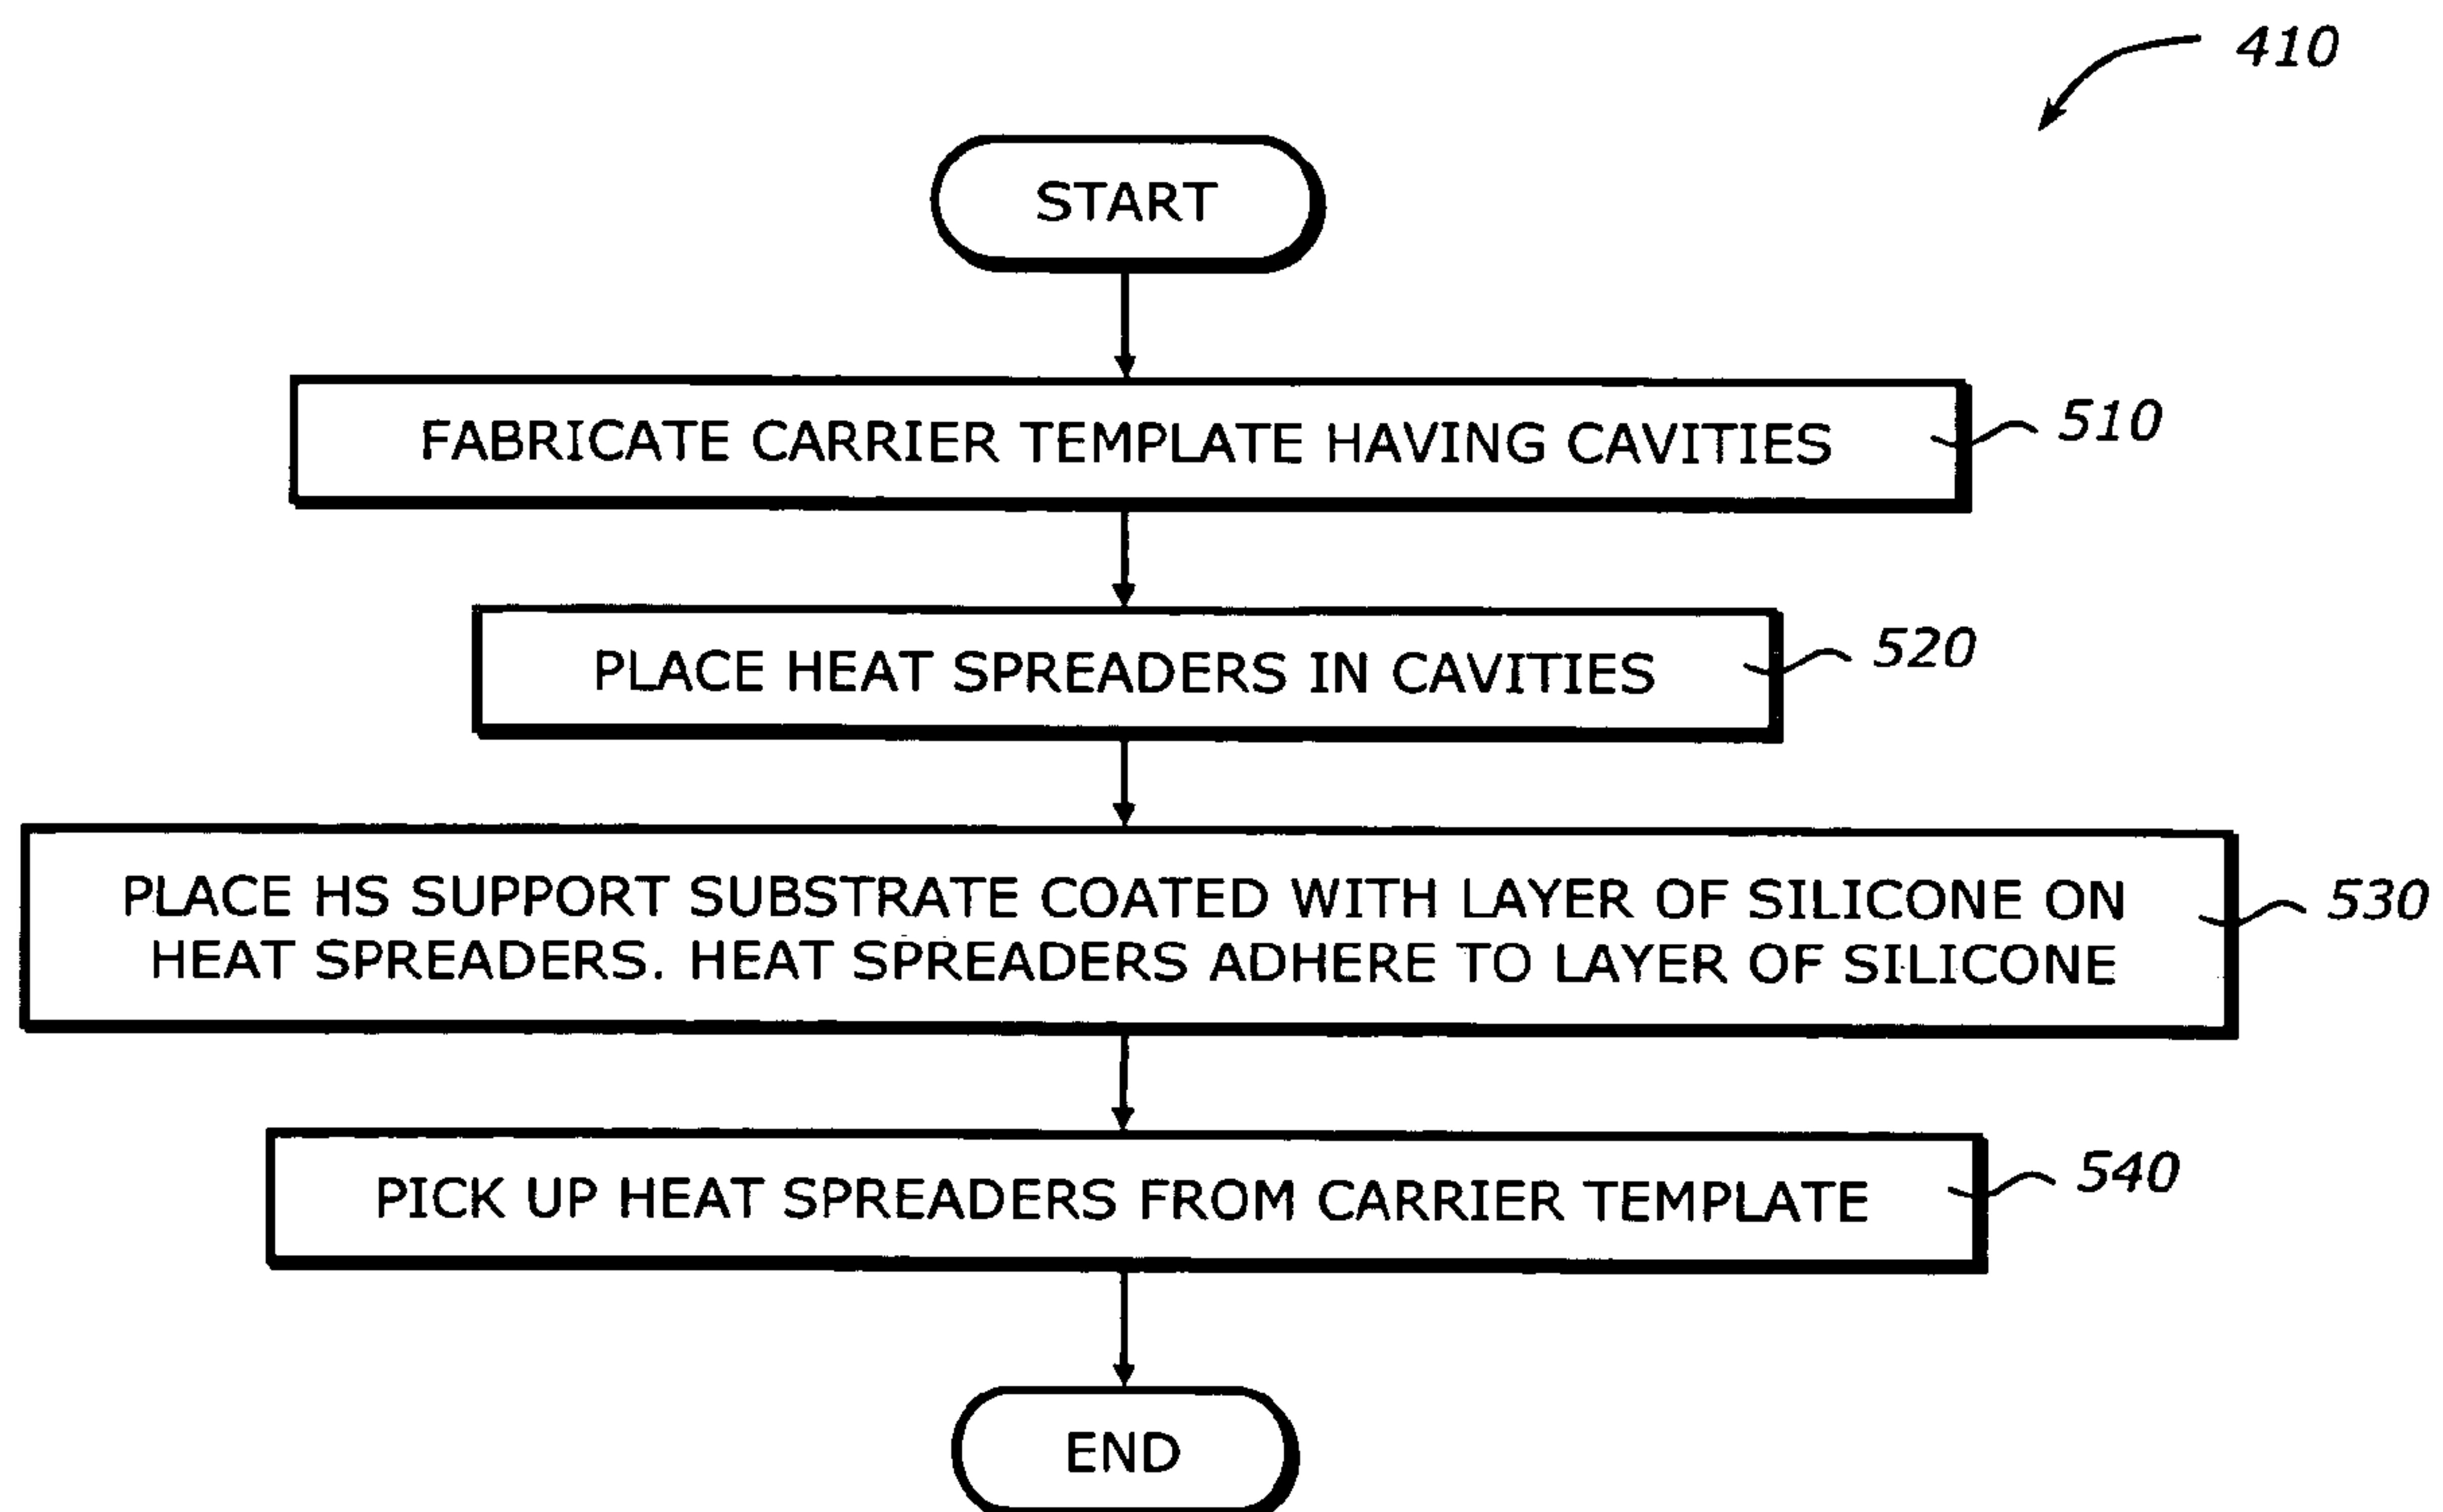 410
START
FABRICATE CARRIER TEMPLATE HAVING CAVITIES
510
PLACE HEAT SPREADERS IN CAVITIES
520
PLACE HS SUPPORT SUBSTRATE COATED WITH LAYER OF SILICONE ON
HEAT SPREADERS. HEAT SPREADERS ADHERE TO LAYER OF SILICONE
530
PICK UP HEAT SPREADERS FROM CARRIER TEMPLATE
540
END